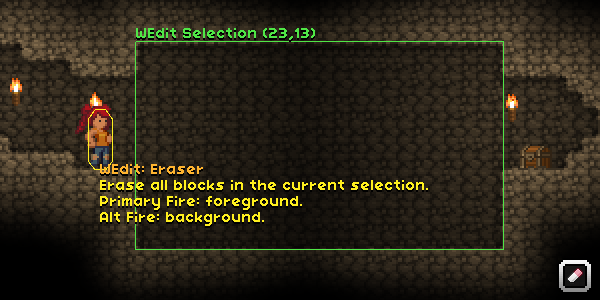 WEdit Selection (23,13)
WEdit: Eraser
Erase all blocks in the current selection.
Primary Fire: foreground.
Alt Fire: background.